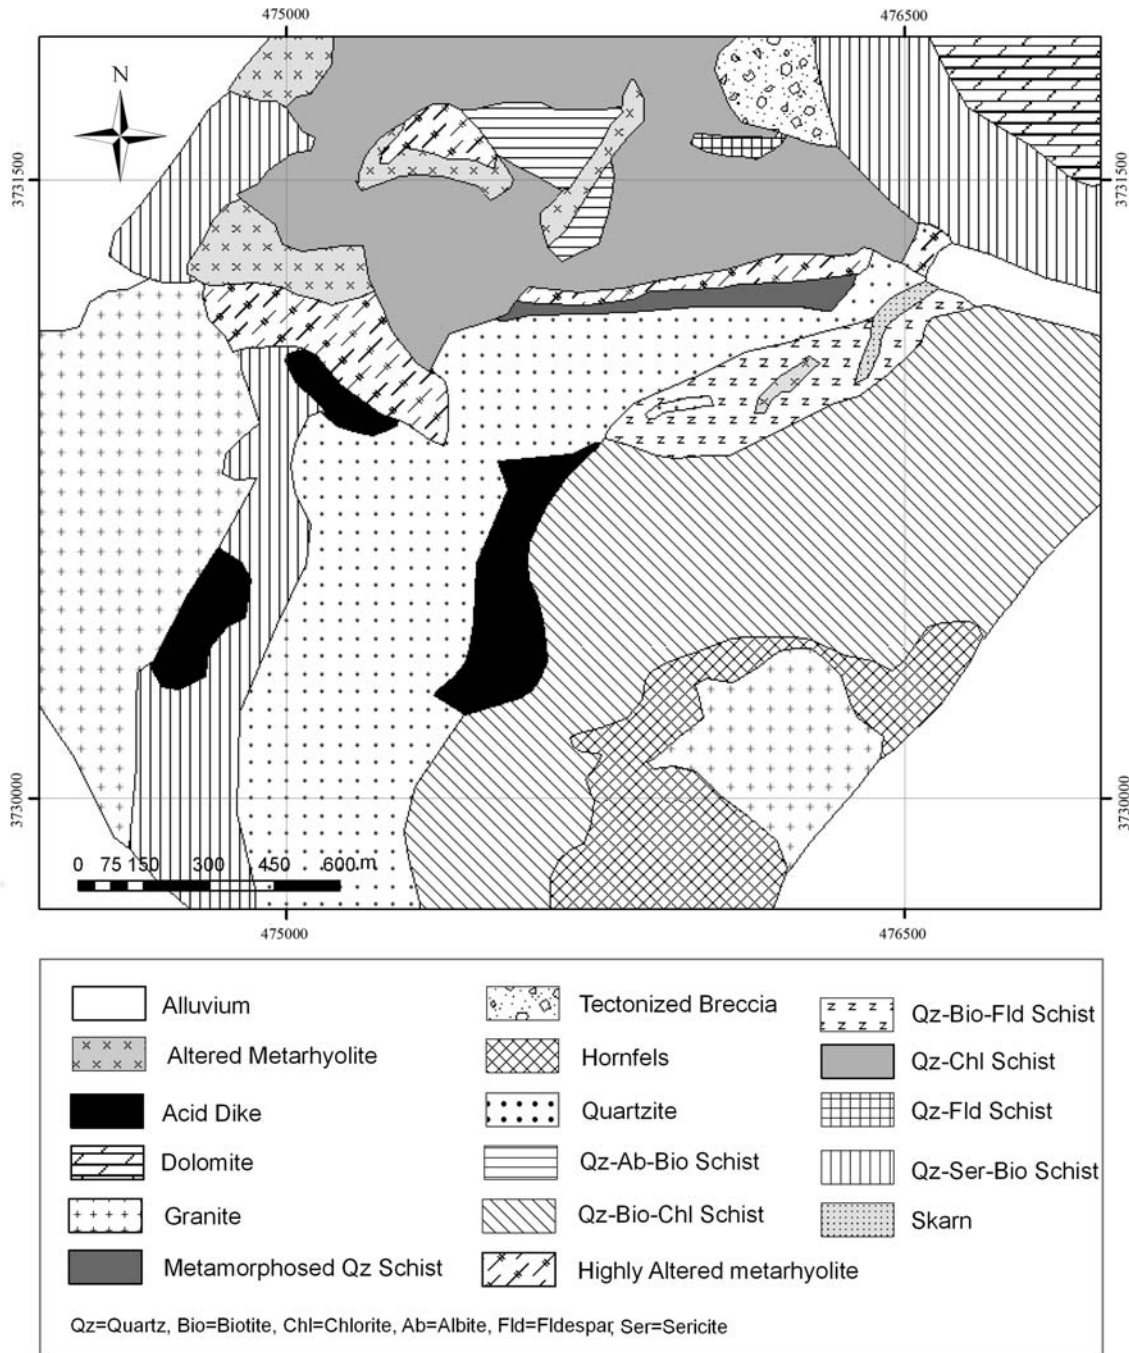 475000
476500
N
3731500
3731500
3730000
3730000
0 75 150 300 450 600 m
475000
476500
Alluvium
Altered Metarhyolite
Acid Dike
Dolomite
Granite
Metamorphosed Qz Schist
Tectonized Breccia
Hornfels
Quartzite
Qz-Ab-Bio Schist
Qz-Bio-Chl Schist
Highly Altered metarhyolite
Qz-Bio-Fld Schist
Qz-Chl Schist
Qz-Fld Schist
Qz-Ser-Bio Schist
Skarn
Qz=Quartz, Bio=Biotite, Chl=Chlorite, Ab=Albite, Fld=Fldespar, Ser=Sericite